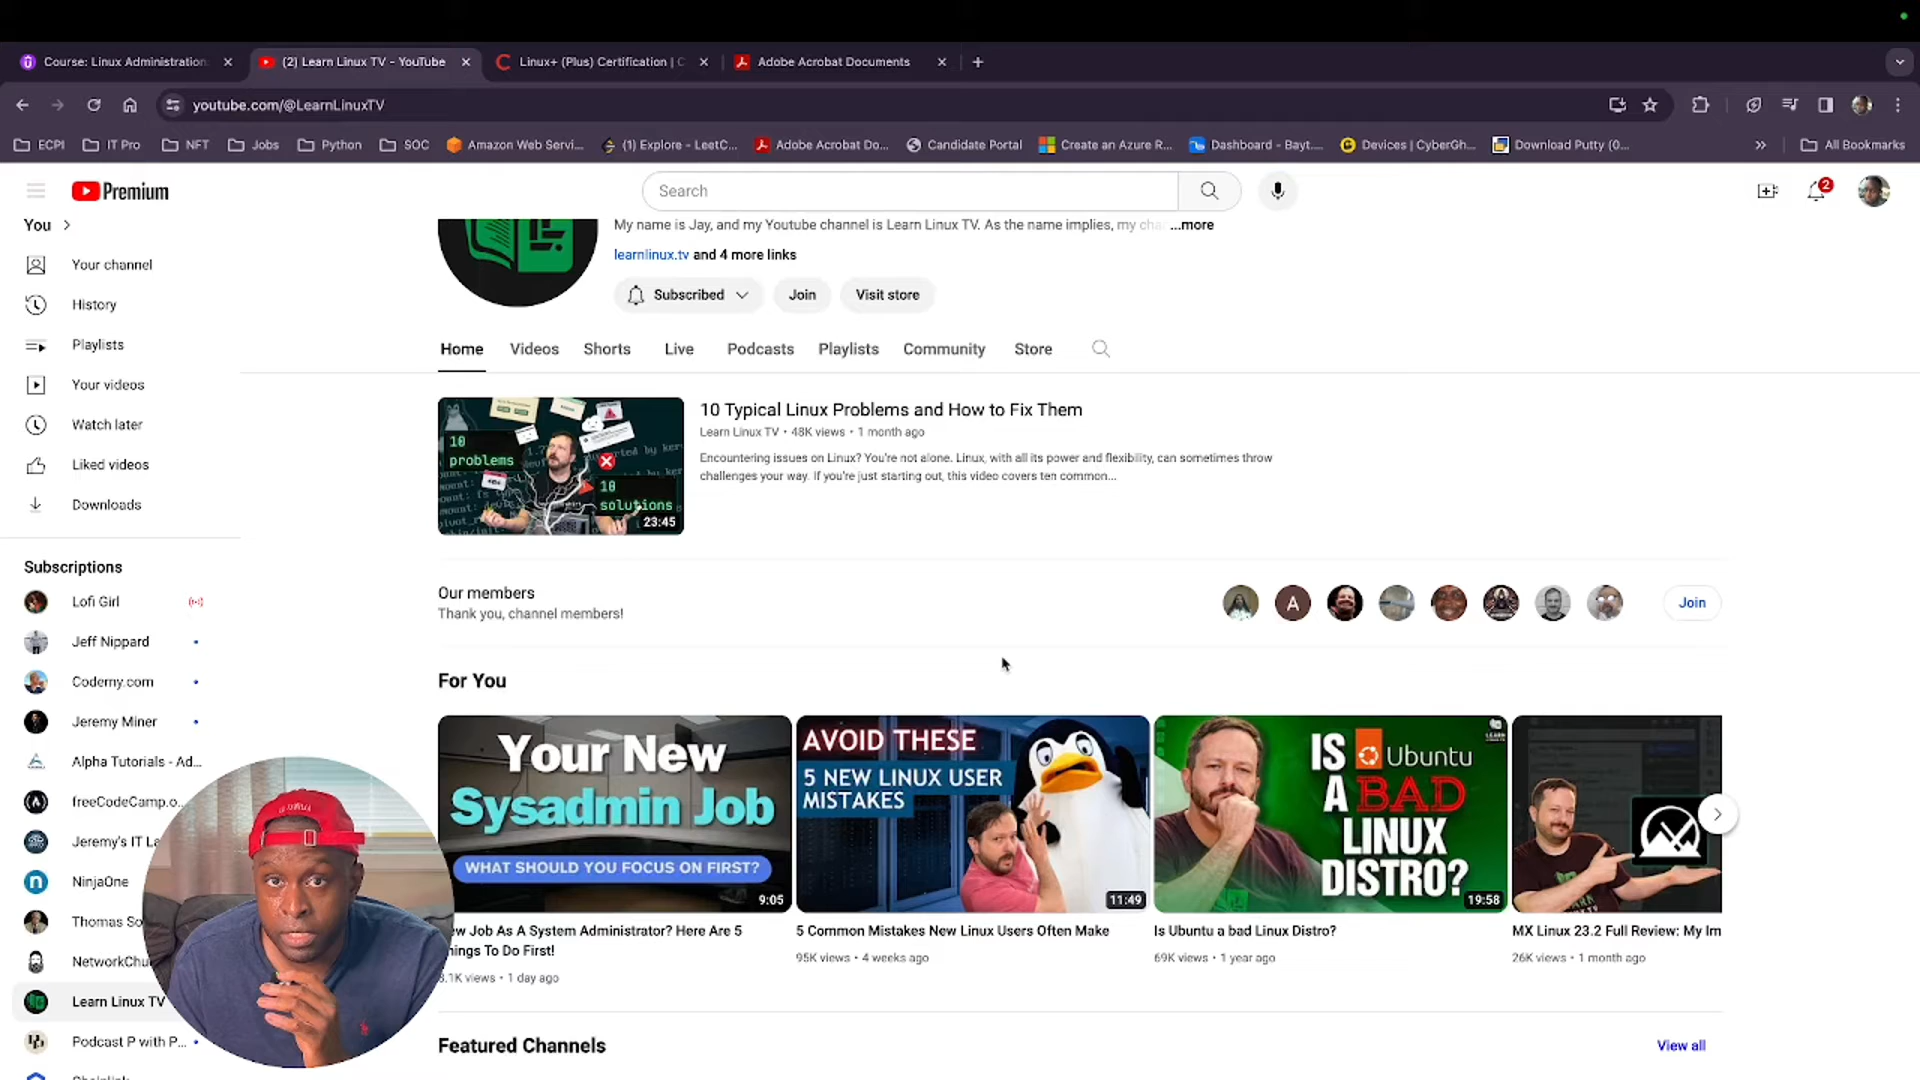 Course: Linux Administration
(2) Learn Linux TV - YouTube
Linux+ (Plus) Certification | C
Adobe Acrobat Documents
youtube.com/@LearnLinuxTV
ECPI
IT Pro
NFT
Jobs
Python
SOC
Amazon Web Servi...
(1) Explore - LeetC...
Adobe Acrobat Do...
Candidate Portal
Create an Azure R...
Dashboard - Bayt....
Devices | CyberGh...
Download Putty (0...
All Bookmarks
Premium
Search
2
You
Your channel
History
Playlists
Your videos
Watch later
Liked videos
Downloads
Subscriptions
Lofi Girl
Jeff Nippard
Codemy.com
Jeremy Miner
Alpha Tutorials - Ad...
freeCodeCamp.o...
Jeremy's IT La
NinjaOne
Thomas So
NetworkChu
Learn Linux TV
Podcast P with P...
My name is Jay, and my Youtube channel is Learn Linux TV. As the name implies, my cha ...more
learnlinux.tv and 4 more links
Subscribed
Join
Visit store
Home
Videos
Shorts
Live
Podcasts
Playlists
Community
Store
10
problems
10
solutions
23:45
10 Typical Linux Problems and How to Fix Them
Learn Linux TV • 48K views • 1 month ago
Encountering issues on Linux? You're not alone. Linux, with all its power and flexibility, can sometimes throw
challenges your way. If you're just starting out, this video covers ten common...
Our members
Thank you, channel members!
A
Join
For You
Your New
Sysadmin Job
WHAT SHOULD YOU FOCUS ON FIRST?
9:05
ew Job As A System Administrator? Here Are 5
hings To Do First!
.1K views • 1 day ago
AVOID THESE
5 NEW LINUX USER
MISTAKES
11:49
5 Common Mistakes New Linux Users Often Make
95K views • 4 weeks ago
IS Ubuntu
A BAD
LINUX
DISTRO?
19:58
Is Ubuntu a bad Linux Distro?
69K views • 1 year ago
MX Linux 23.2 Full Review: My Im
26K views • 1 month ago
Featured Channels
View all